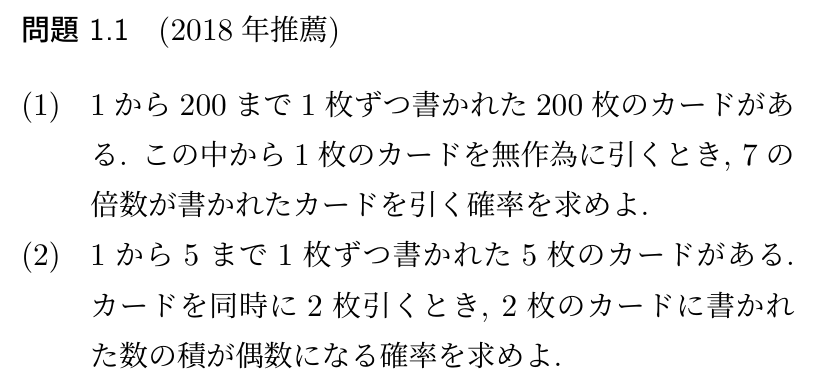 問題 1.1 (2018 年推薦)
(1) 1 から 200 まで 1 枚ずつ書かれた 200 枚のカードがあ
る. この中から 1 枚のカードを無作為に引くとき, 7 の
倍数が書かれたカードを引く確率を求めよ.
(2) 1 から 5 まで 1 枚ずつ書かれた 5 枚のカードがある.
カードを同時に 2 枚引くとき, 2 枚のカードに書かれ
た数の積が偶数になる確率を求めよ.